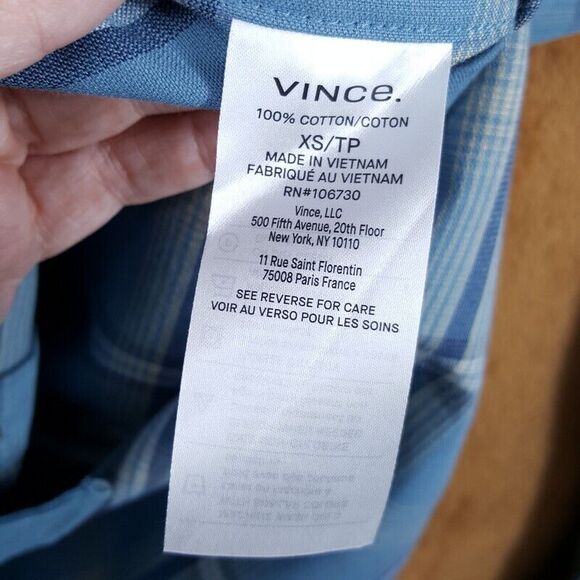 VINCE.
100% COTTON/COTON
XS/TP
MADE IN VIETNAM
FABRIQUÉ AU VIETNAM
RN#106730
Vince, LLC
500 Fifth Avenue, 20th Floor
New York, NY 10110
11 Rue Saint Florentin
75008 Paris France
SEE REVERSE FOR CARE
VOIR AU VERSO POUR LES SOINS